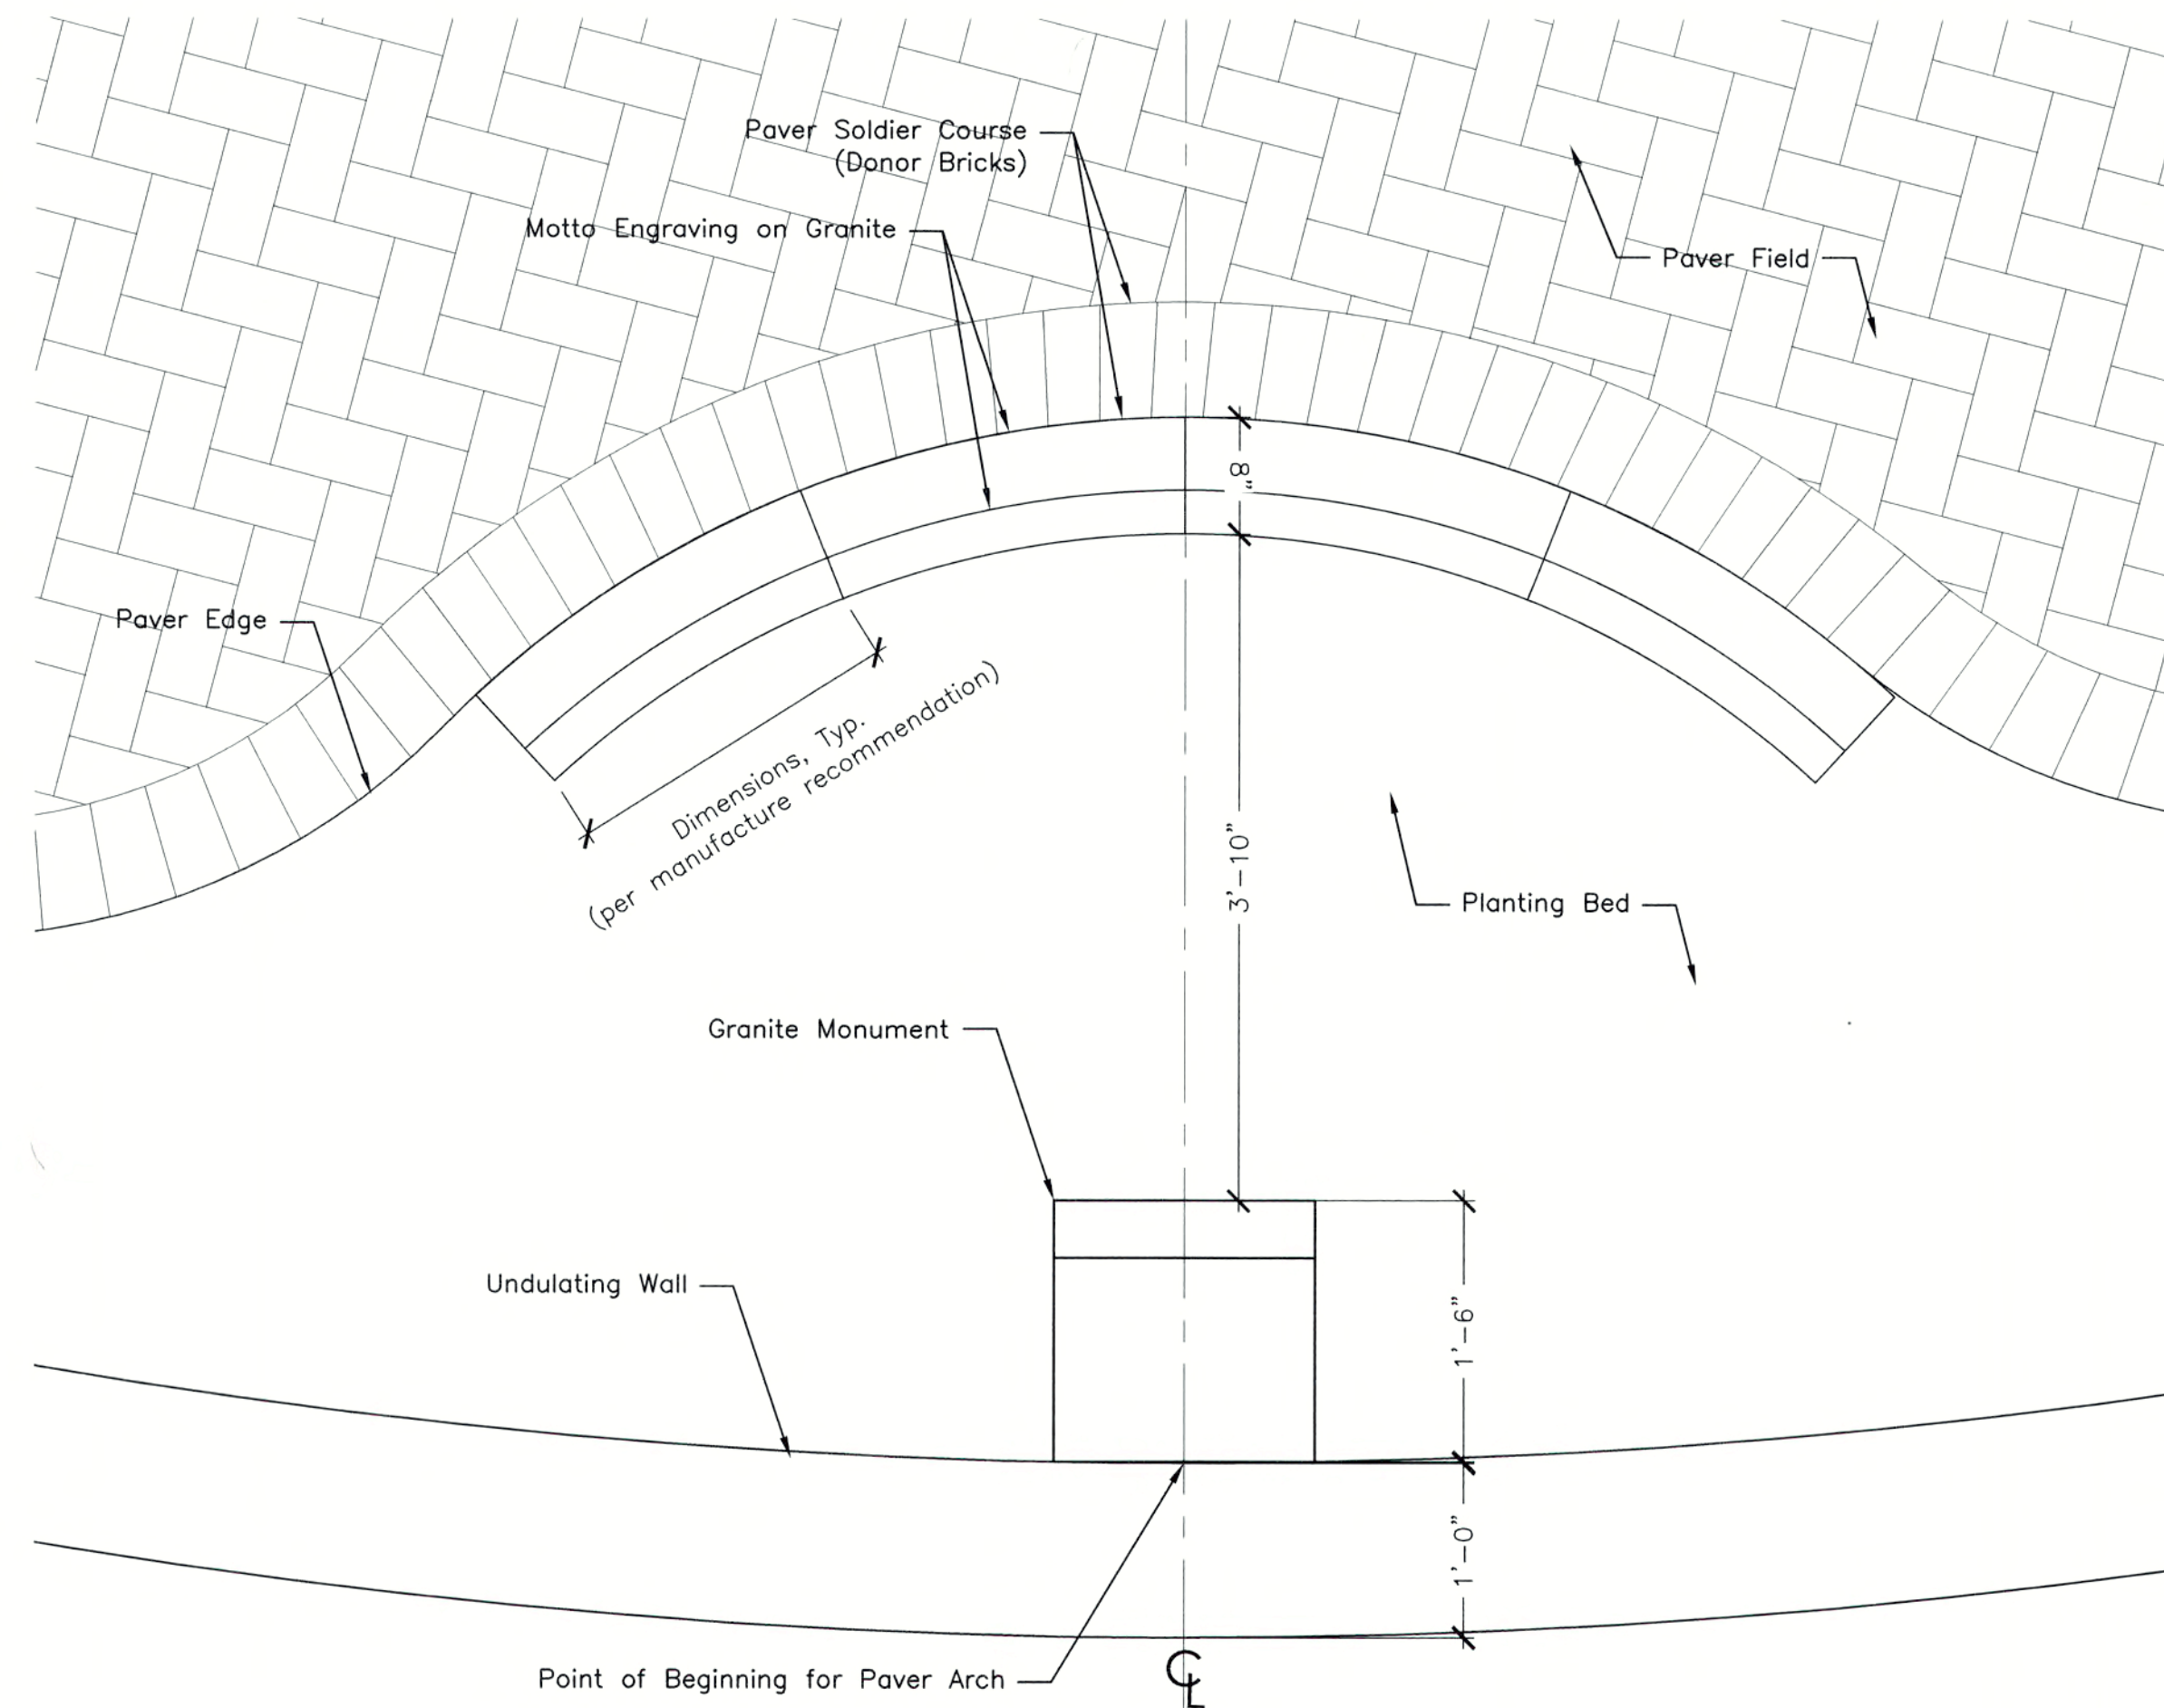 Paver Soldier Course
(Donor Bricks)
Motto Engraving on Granite
Paver Field
8"
Paver Edge
Dimensions, Typ.
(per manufacture recommendation)
3'-10"
Planting Bed
Granite Monument
Undulating Wall
1'-6"
1'-0"
Point of Beginning for Paver Arch
CL